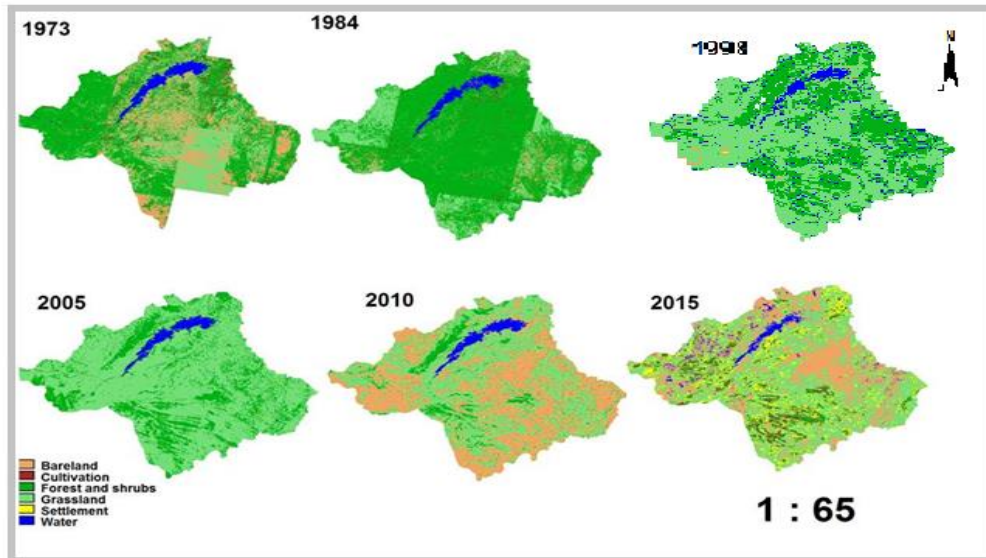 1973
1984
1998
N
2005
2010
2015
Bareland
Cultivation
Forest and shrubs
Grassland
Settlement
Water
1 : 65